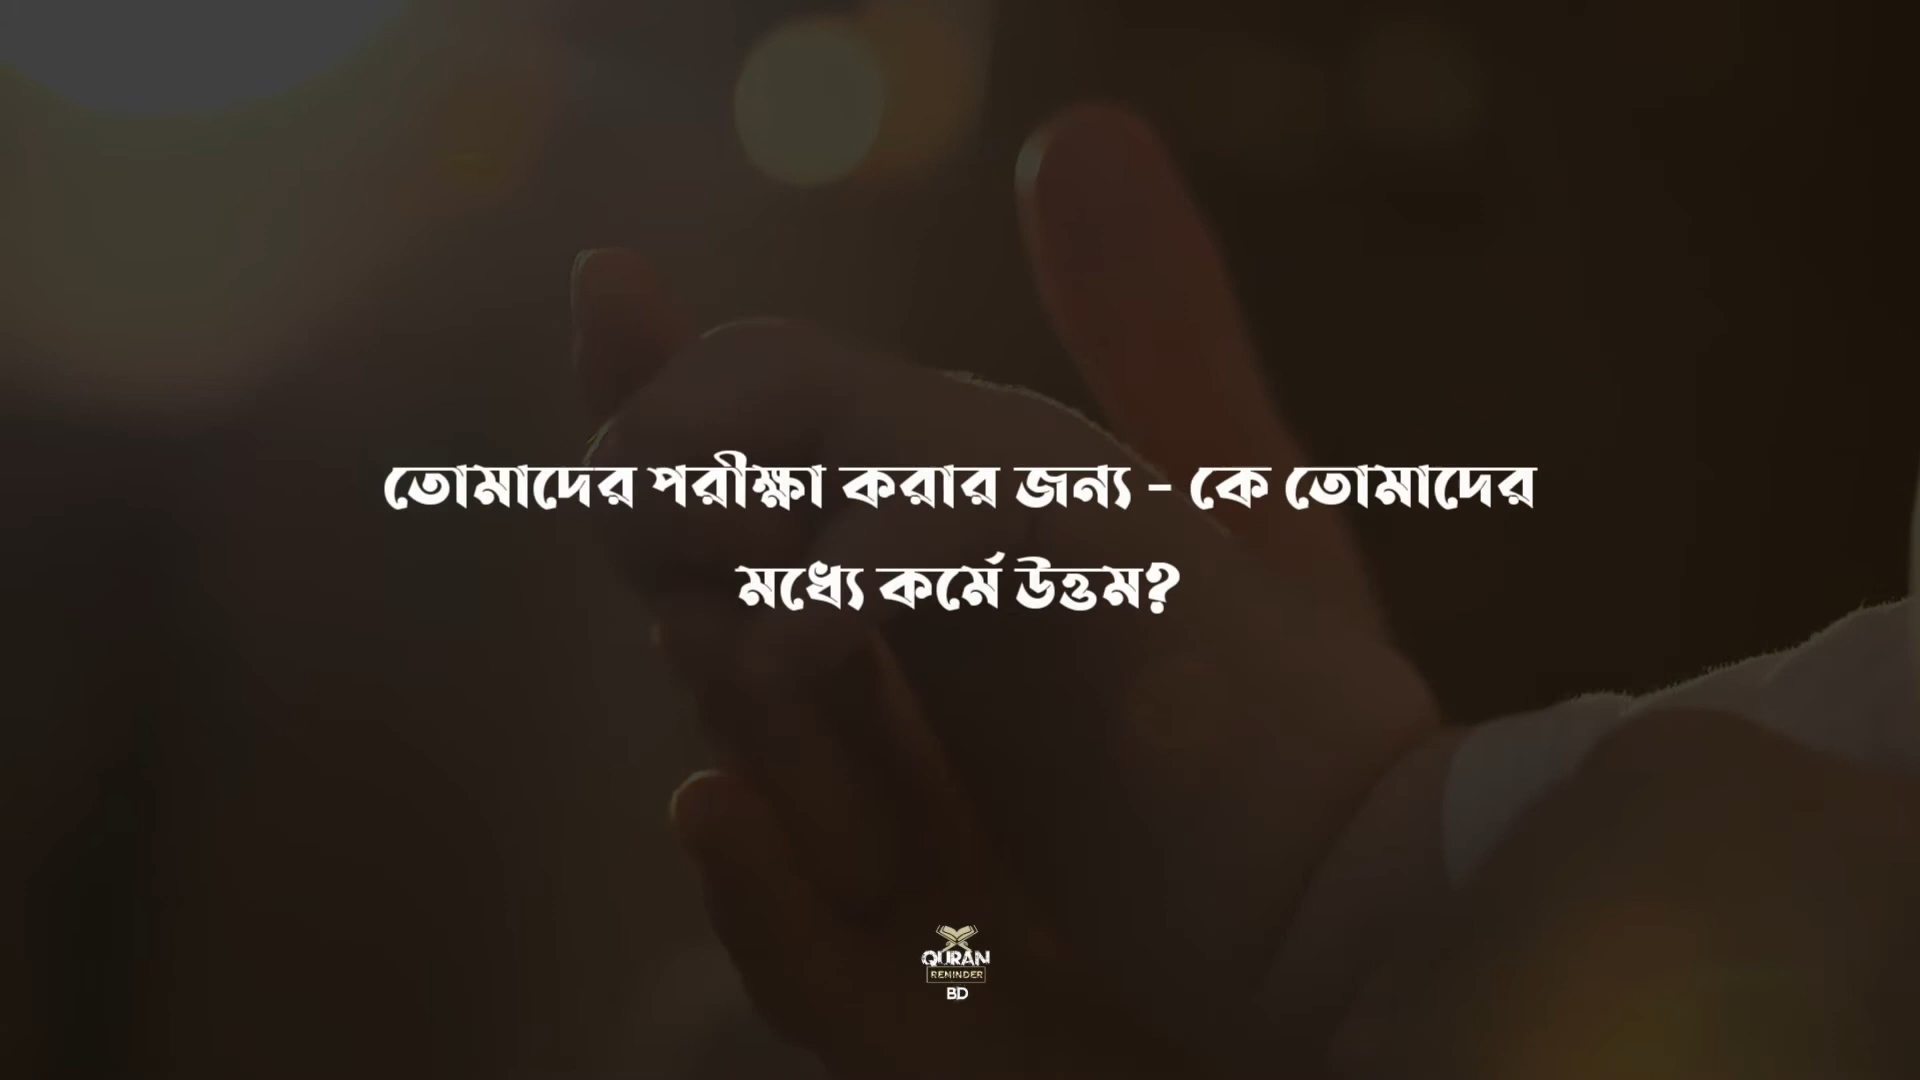 তোমাদের পরীক্ষা করার জন্য - কে তোমাদের
মধ্যে কর্মে উত্তম?
QURAN
REMINDER
BD